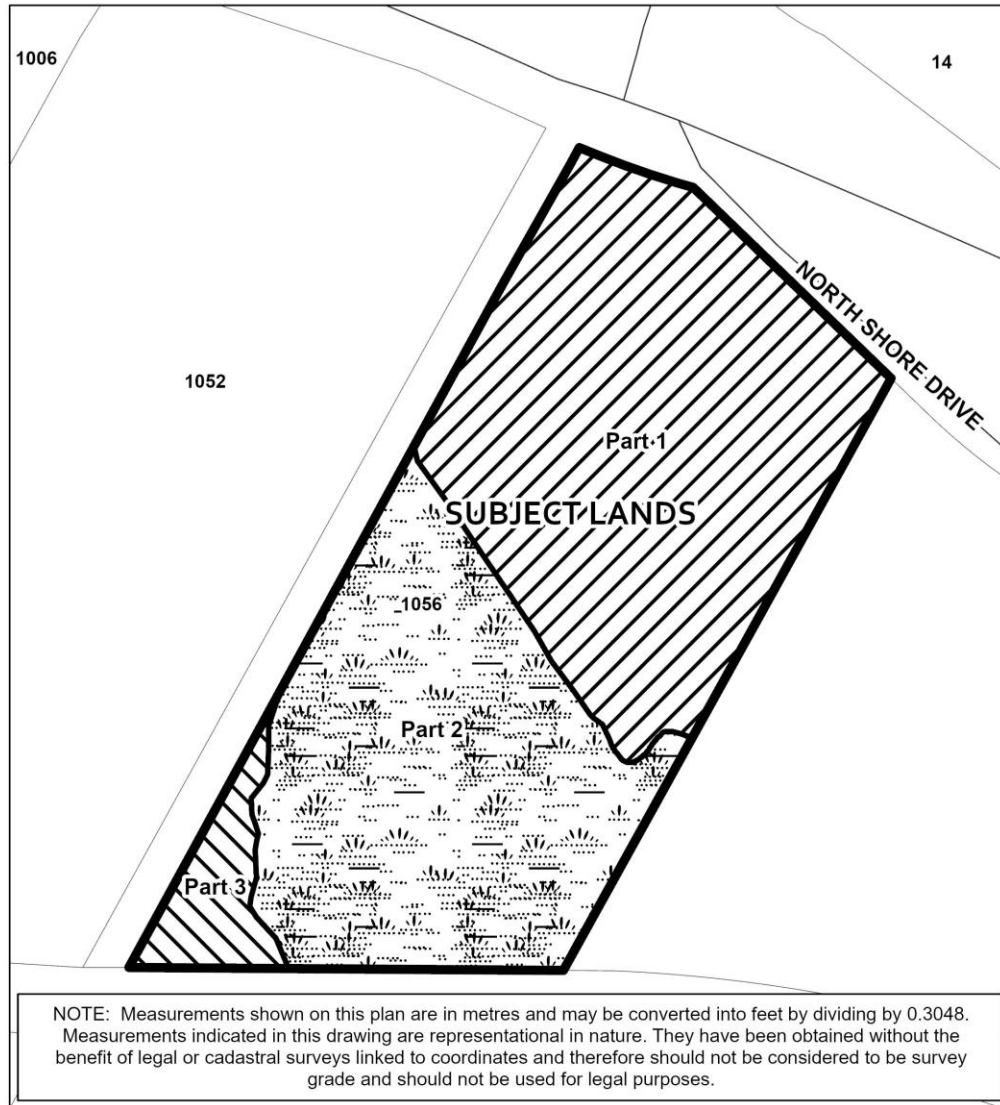 1006
14
NORTH SHORE DRIVE
1052
Part 1
SUBJECT LANDS
1056
Part 2
Part 3
NOTE: Measurements shown on this plan are in metres and may be converted into feet by dividing by 0.3048.
Measurements indicated in this drawing are representational in nature. They have been obtained without the
benefit of legal or cadastral surveys linked to coordinates and therefore should not be considered to be survey
grade and should not be used for legal purposes.